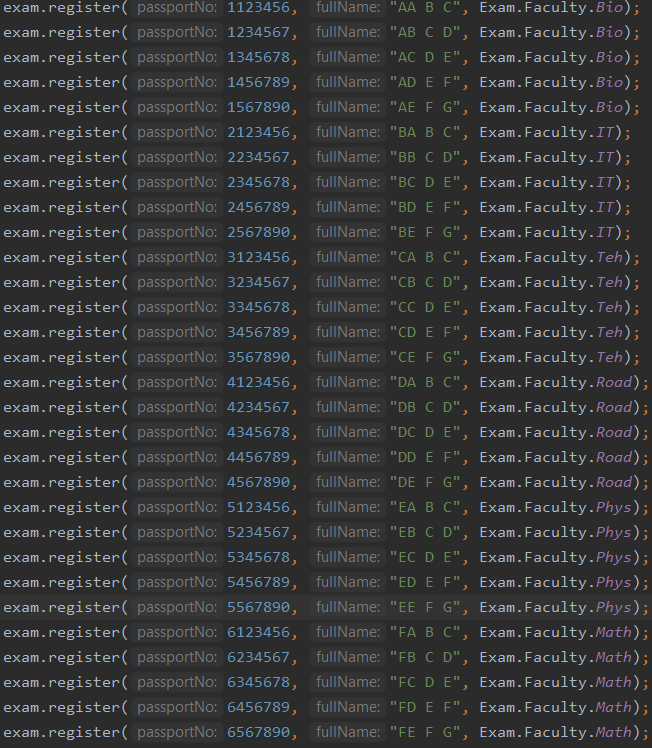 exam.register( passportNo: 1123456, fullName: "AA B C", Exam.Faculty.Bio);
exam.register( passportNo: 1234567, fullName: "AB C D", Exam.Faculty.Bio);
exam.register( passportNo: 1345678, fullName: "AC D E", Exam.Faculty.Bio);
exam.register( passportNo: 1456789, fullName: "AD E F", Exam.Faculty.Bio);
exam.register( passportNo: 1567890, fullName: "AE F G", Exam.Faculty.Bio);
exam.register( passportNo: 2123456, fullName: "BA B C", Exam.Faculty.IT);
exam.register( passportNo: 2234567, fullName: "BB C D", Exam.Faculty.IT);
exam.register( passportNo: 2345678, fullName: "BC D E", Exam.Faculty.IT);
exam.register( passportNo: 2456789, fullName: "BD E F", Exam.Faculty.IT);
exam.register( passportNo: 2567890, fullName: "BE F G", Exam.Faculty.IT);
exam.register( passportNo: 3123456, fullName: "CA B C", Exam.Faculty.Teh);
exam.register( passportNo: 3234567, fullName: "CB C D", Exam.Faculty.Teh);
exam.register( passportNo: 3345678, fullName: "CC D E", Exam.Faculty.Teh);
exam.register( passportNo: 3456789, fullName: "CD E F", Exam.Faculty.Teh);
exam.register( passportNo: 3567890, fullName: "CE F G", Exam.Faculty.Teh);
exam.register( passportNo: 4123456, fullName: "DA B C", Exam.Faculty.Road);
exam.register( passportNo: 4234567, fullName: "DB C D", Exam.Faculty.Road);
exam.register( passportNo: 4345678, fullName: "DC D E", Exam.Faculty.Road);
exam.register( passportNo: 4456789, fullName: "DD E F", Exam.Faculty.Road);
exam.register( passportNo: 4567890, fullName: "DE F G", Exam.Faculty.Road);
exam.register( passportNo: 5123456, fullName: "EA B C", Exam.Faculty.Phys);
exam.register( passportNo: 5234567, fullName: "EB C D", Exam.Faculty.Phys);
exam.register( passportNo: 5345678, fullName: "EC D E", Exam.Faculty.Phys);
exam.register( passportNo: 5456789, fullName: "ED E F", Exam.Faculty.Phys);
exam.register( passportNo: 5567890, fullName: "EE F G", Exam.Faculty.Phys);
exam.register( passportNo: 6123456, fullName: "FA B C", Exam.Faculty.Math);
exam.register( passportNo: 6234567, fullName: "FB C D", Exam.Faculty.Math);
exam.register( passportNo: 6345678, fullName: "FC D E", Exam.Faculty.Math);
exam.register( passportNo: 6456789, fullName: "FD E F", Exam.Faculty.Math);
exam.register( passportNo: 6567890, fullName: "FE F G", Exam.Faculty.Math);